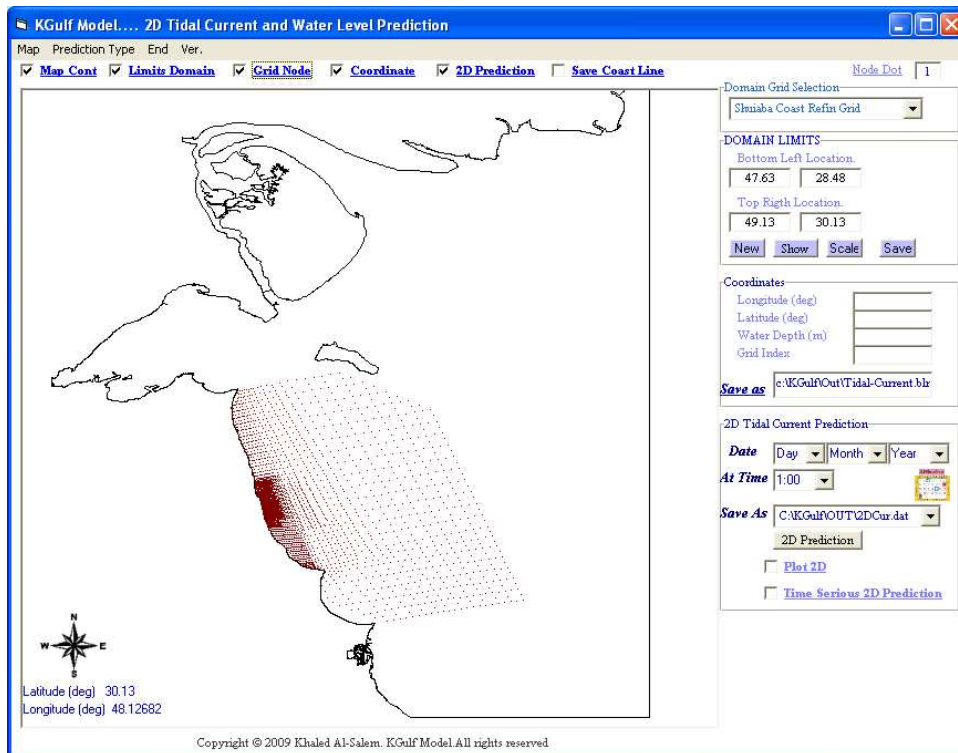 KGulf Model.... 2D Tidal Current and Water Level Prediction
Map Prediction Type End Ver.
Map Cont Limits Domain Grid Node Coordinate 2D Prediction Save Coast Line Node Dot 1
Domain Grid Selection
Shuiaba Coast Refin Grid
DOMAIN LIMITS
Bottom Left Location.
47.63 28.48
Top Rigth Location.
49.13 30.13
New Show Scale Save
Coordinates
Longitude (deg)
Latitude (deg)
Water Depth (m)
Grid Index
Save as c:\KGulf\Out\Tidal-Current.blr
2D Tidal Current Prediction
Date Day Month Year
At Time 1:00
Save As C:\KGulf\OUT\2DCur.dat
2D Prediction
Plot 2D
Time Serious 2D Prediction
N
W E
S
Latitude (deg) 30.13
Longitude (deg) 48.12682
Copyright © 2009 Khaled Al-Salem. KGulf Model.All rights reserved